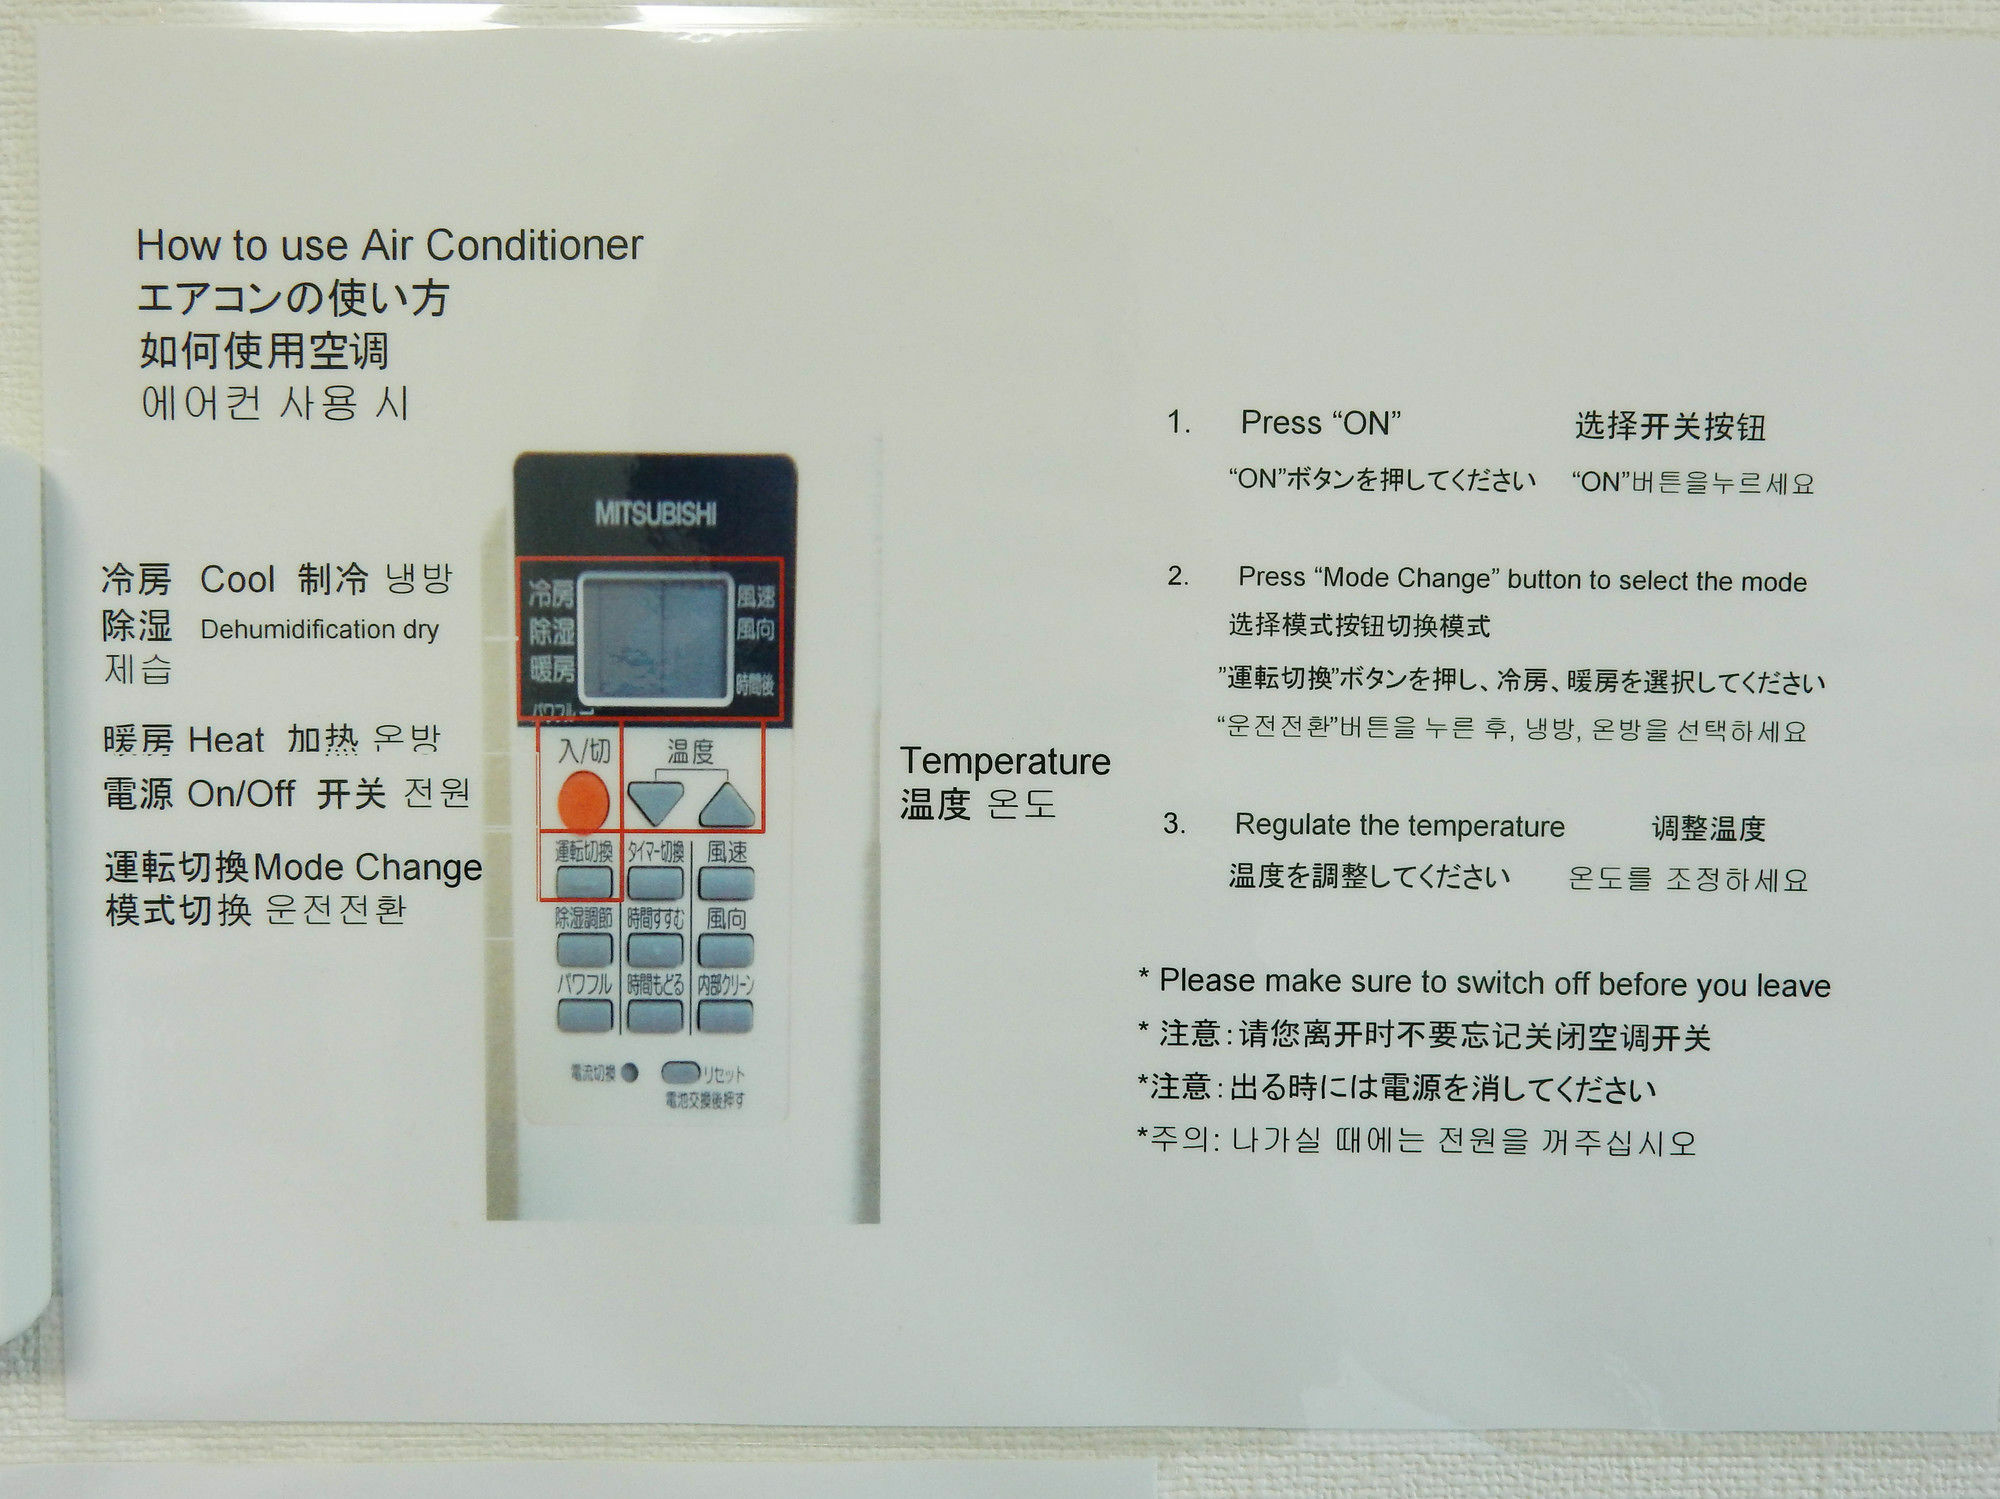 How to use Air Conditioner
エアコンの使い方
如何使用空调
에어컨 사용 시
冷房 Cool 制冷 냉방
除湿 Dehumidification dry
제습
暖房 Heat 加热 온방
電源 On/Off 开关 전원
運転切換Mode Change
模式切换 운전전환
MITSUBISHI
冷房 風速
除湿 風向
暖房 時間後
パワフル
入/切 温度
運転切換 タイマー切換 風速
除湿調節 時間すすむ 風向
パワフル 時間もどる 内部クリーン
電流切換 リセット
電池交換後押す
Temperature
温度 온도
1. Press “ON” 选择开关按钮
“ON”ボタンを押してください “ON”버튼을누르세요
2. Press “Mode Change” button to select the mode
选择模式按钮切换模式
”運転切換”ボタンを押し、冷房、暖房を選択してください
“운전전환”버튼을 누른 후, 냉방, 온방을 선택하세요
3. Regulate the temperature 调整温度
温度を調整してください 온도를 조정하세요
* Please make sure to switch off before you leave
* 注意:请您离开时不要忘记关闭空调开关
*注意:出る時には電源を消してください
*주의: 나가실 때에는 전원을 꺼주십시오